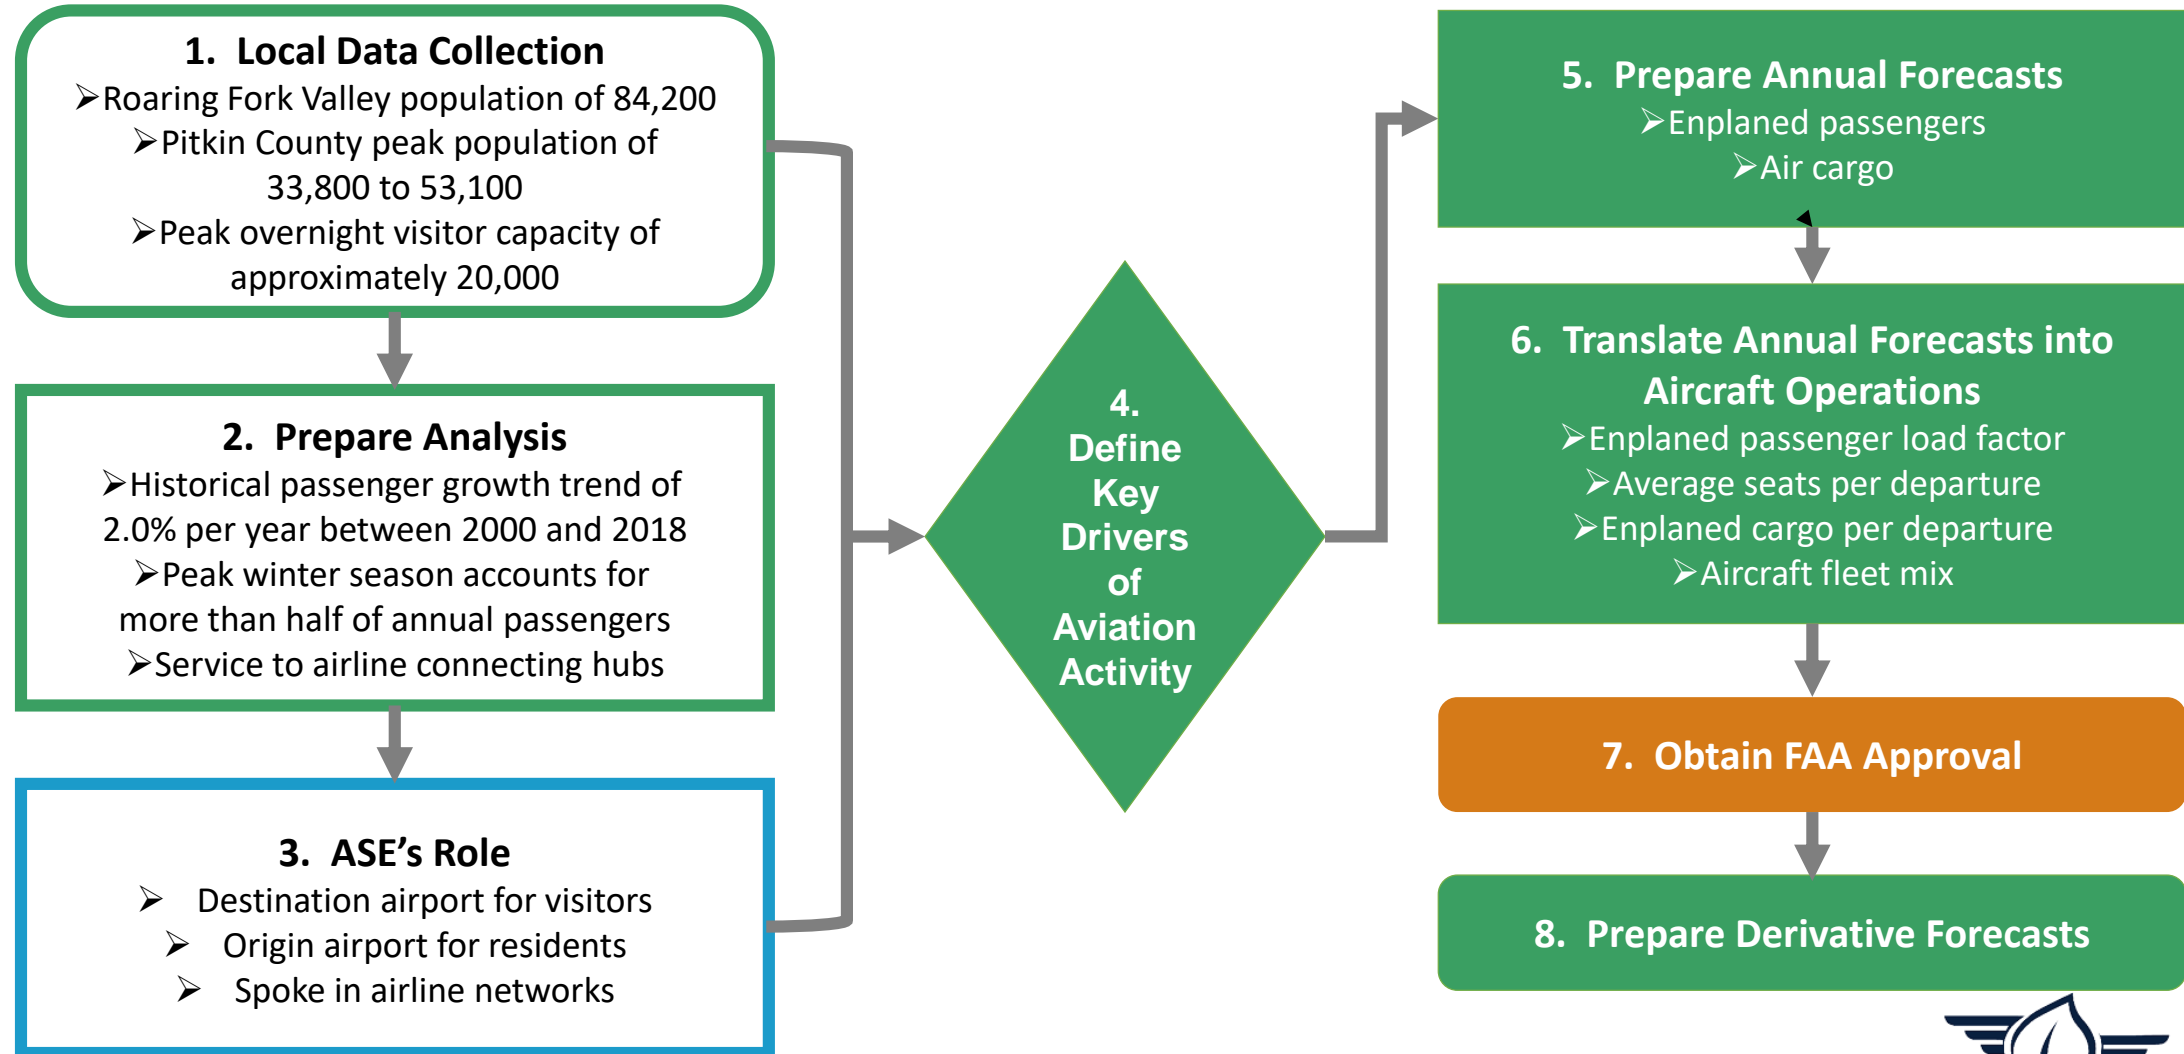 1. Local Data Collection
➢Roaring Fork Valley population of 84,200
➢Pitkin County peak population of
33,800 to 53,100
➢Peak overnight visitor capacity of
approximately 20,000
2. Prepare Analysis
➢Historical passenger growth trend of
2.0% per year between 2000 and 2018
➢Peak winter season accounts for
more than half of annual passengers
➢Service to airline connecting hubs
3. ASE’s Role
➢ Destination airport for visitors
➢ Origin airport for residents
➢ Spoke in airline networks
4.
Define
Key
Drivers
of
Aviation
Activity
5. Prepare Annual Forecasts
➢Enplaned passengers
➢Air cargo
6. Translate Annual Forecasts into
Aircraft Operations
➢Enplaned passenger load factor
➢Average seats per departure
➢Enplaned cargo per departure
➢Aircraft fleet mix
7. Obtain FAA Approval
8. Prepare Derivative Forecasts